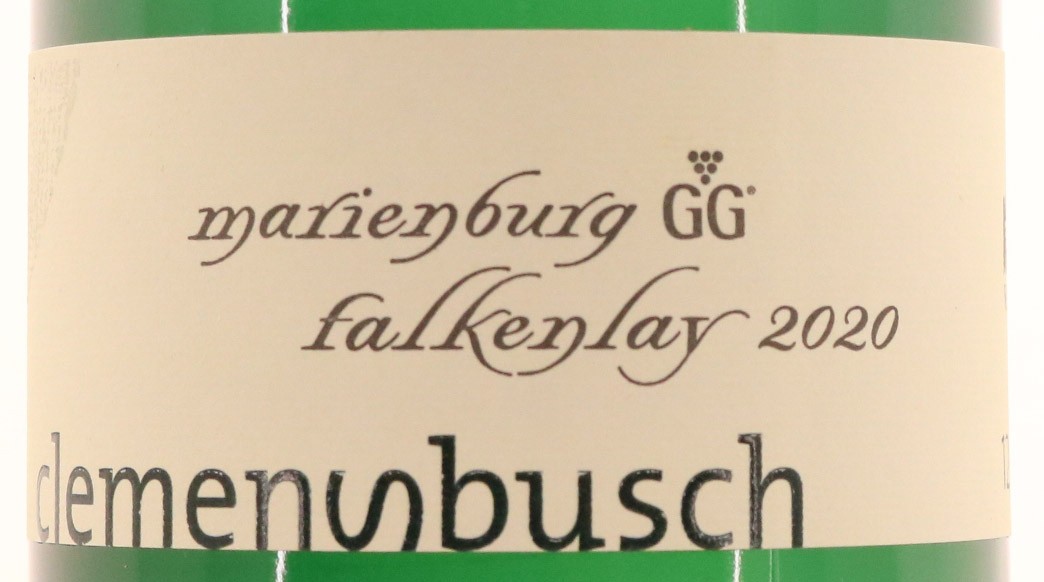 marienburg GG®
falkenlay 2020
clemensbusch